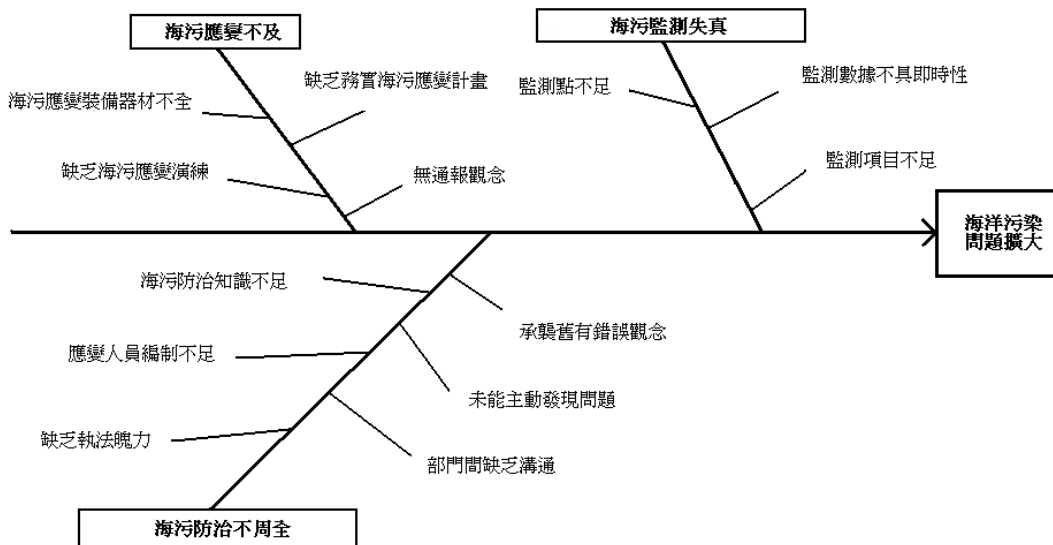 海污應變不及
海污監測失真
缺乏務實海污應變計畫
海污應變裝備器材不全
監測點不足
監測數據不具即時性
缺乏海污應變演練
無通報觀念
監測項目不足
海洋污染
問題擴大
海污防治知識不足
承襲舊有錯誤觀念
應變人員編制不足
未能主動發現問題
缺乏執法魄力
部門間缺乏溝通
海污防治不周全